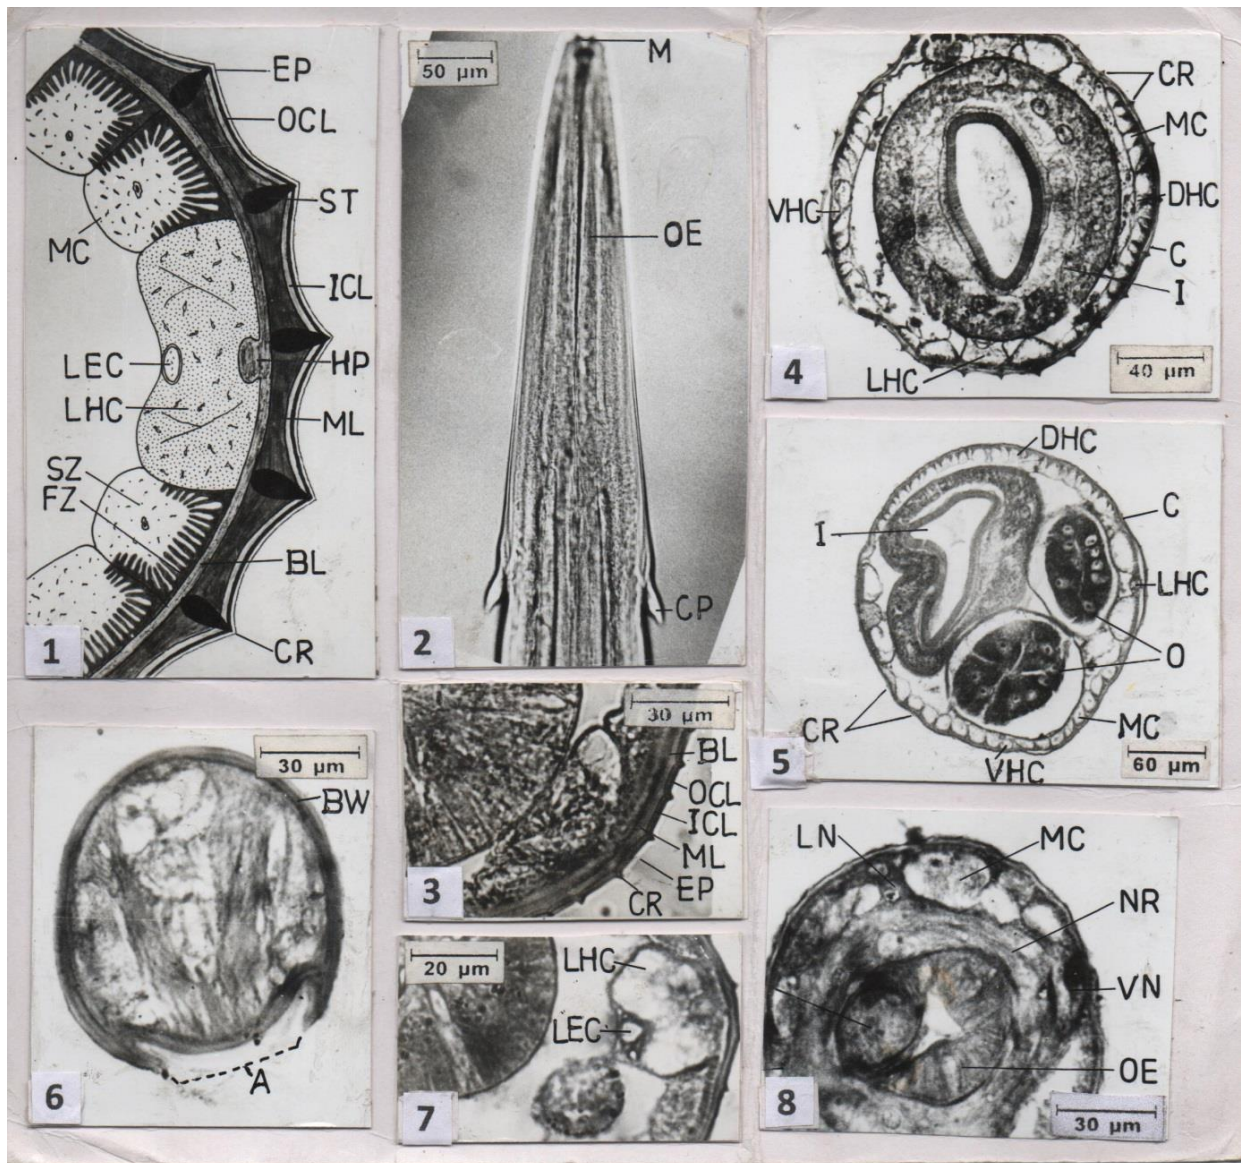 EP
OCL
ST
MC
ICL
LEC
HP
LHC
ML
SZ
FZ
BL
CR
1
50 µm
M
OE
CP
2
30 µm
BL
OCL
ICL
ML
EP
CR
3
CR
MC
VHC
DHC
C
I
LHC
4
40 µm
DHC
I
C
LHC
O
CR
MC
VHC
5
60 µm
30 µm
BW
A
6
20 µm
LHC
LEC
7
LN
MC
NR
VN
OE
8
30 µm